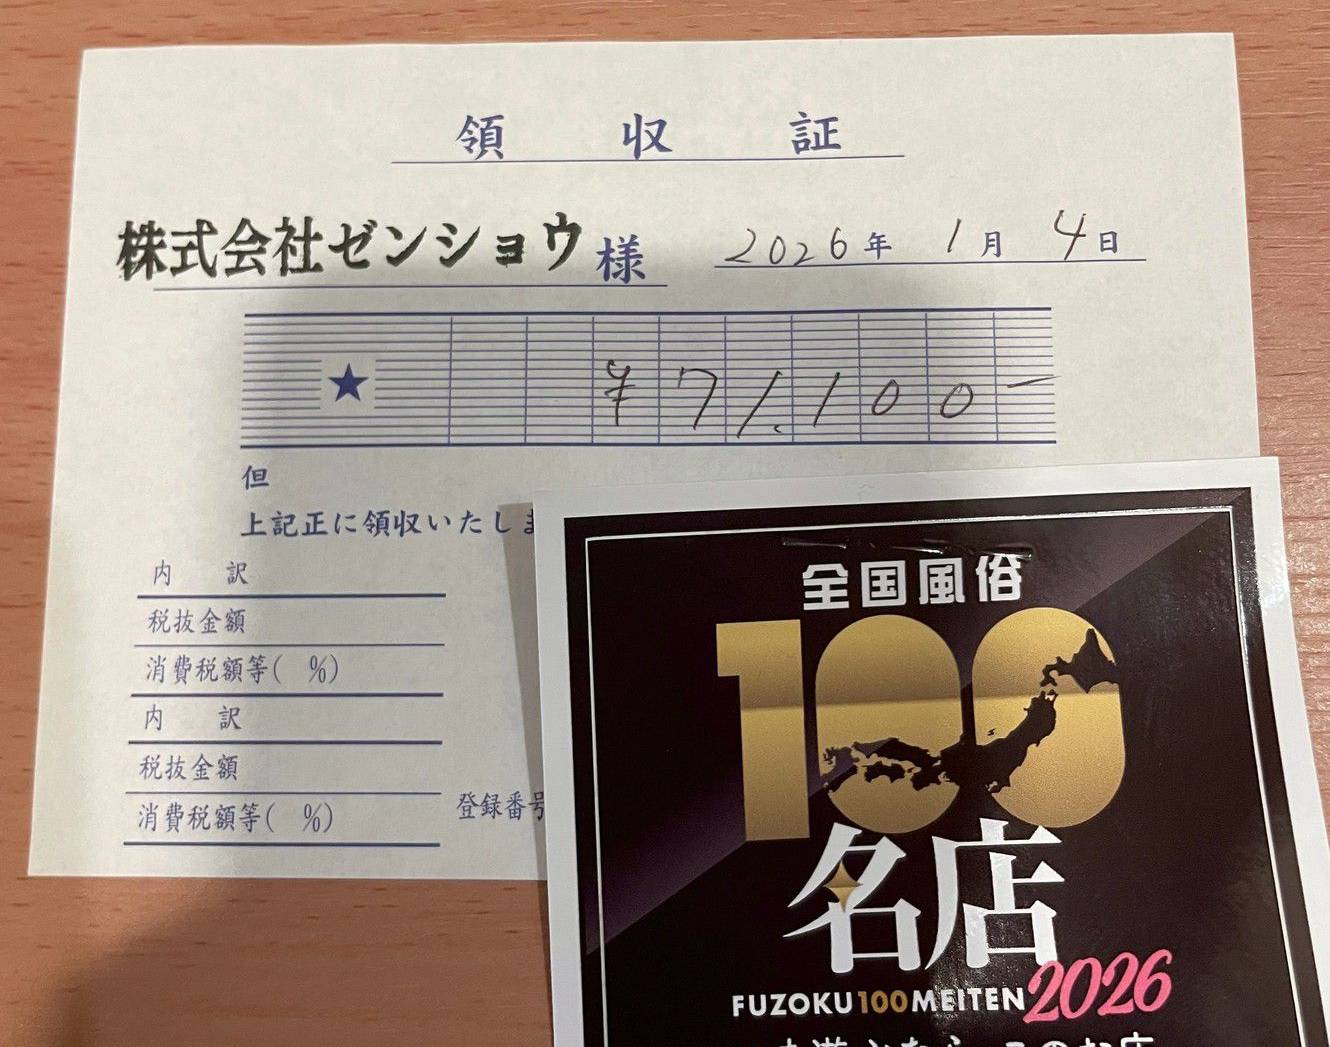 領収証
株式会社ゼンショウ様 2026年1月4日
★ ¥71,100-
但
上記正に領収いたしま
内訳
税抜金額
消費税額等( %)
内訳
税抜金額
消費税額等( %)
登録番号
全国風俗
100
名店
FUZOKU100MEITEN2026